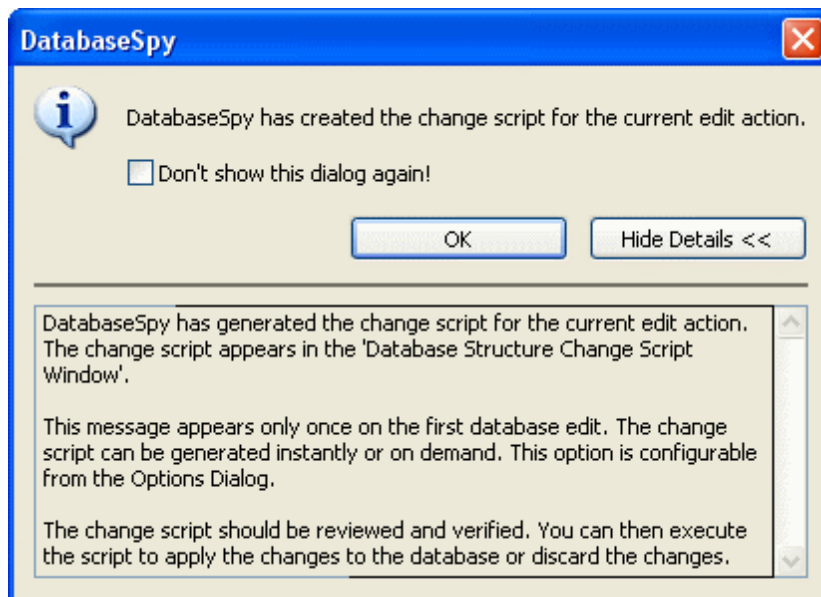 DatabaseSpy
DatabaseSpy has created the change script for the current edit action.
Don't show this dialog again!
OK
Hide Details <<
DatabaseSpy has generated the change script for the current edit action.
The change script appears in the 'Database Structure Change Script
Window'.
This message appears only once on the first database edit. The change
script can be generated instantly or on demand. This option is configurable
from the Options Dialog.
The change script should be reviewed and verified. You can then execute
the script to apply the changes to the database or discard the changes.